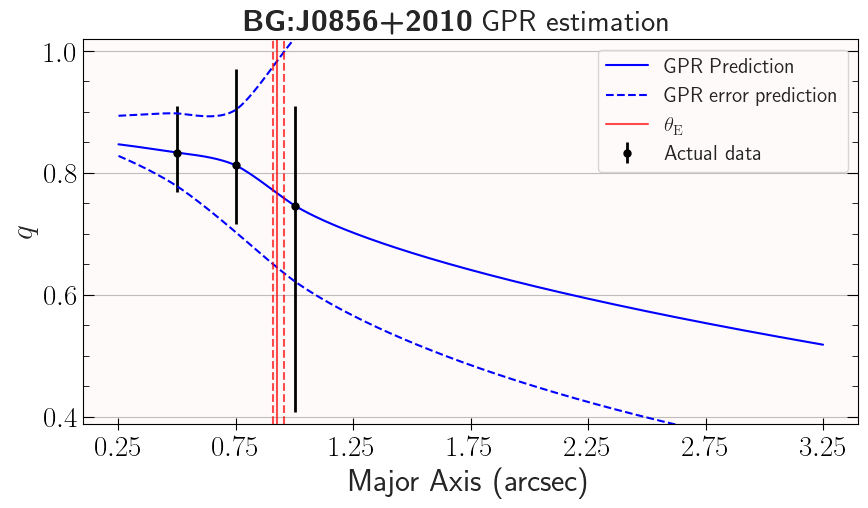 BG:J0856+2010 GPR estimation
1.0
0.8
0.6
0.4
q
GPR Prediction
GPR error prediction
θ_E
Actual data
0.25 0.75 1.25 1.75 2.25 2.75 3.25
Major Axis (arcsec)